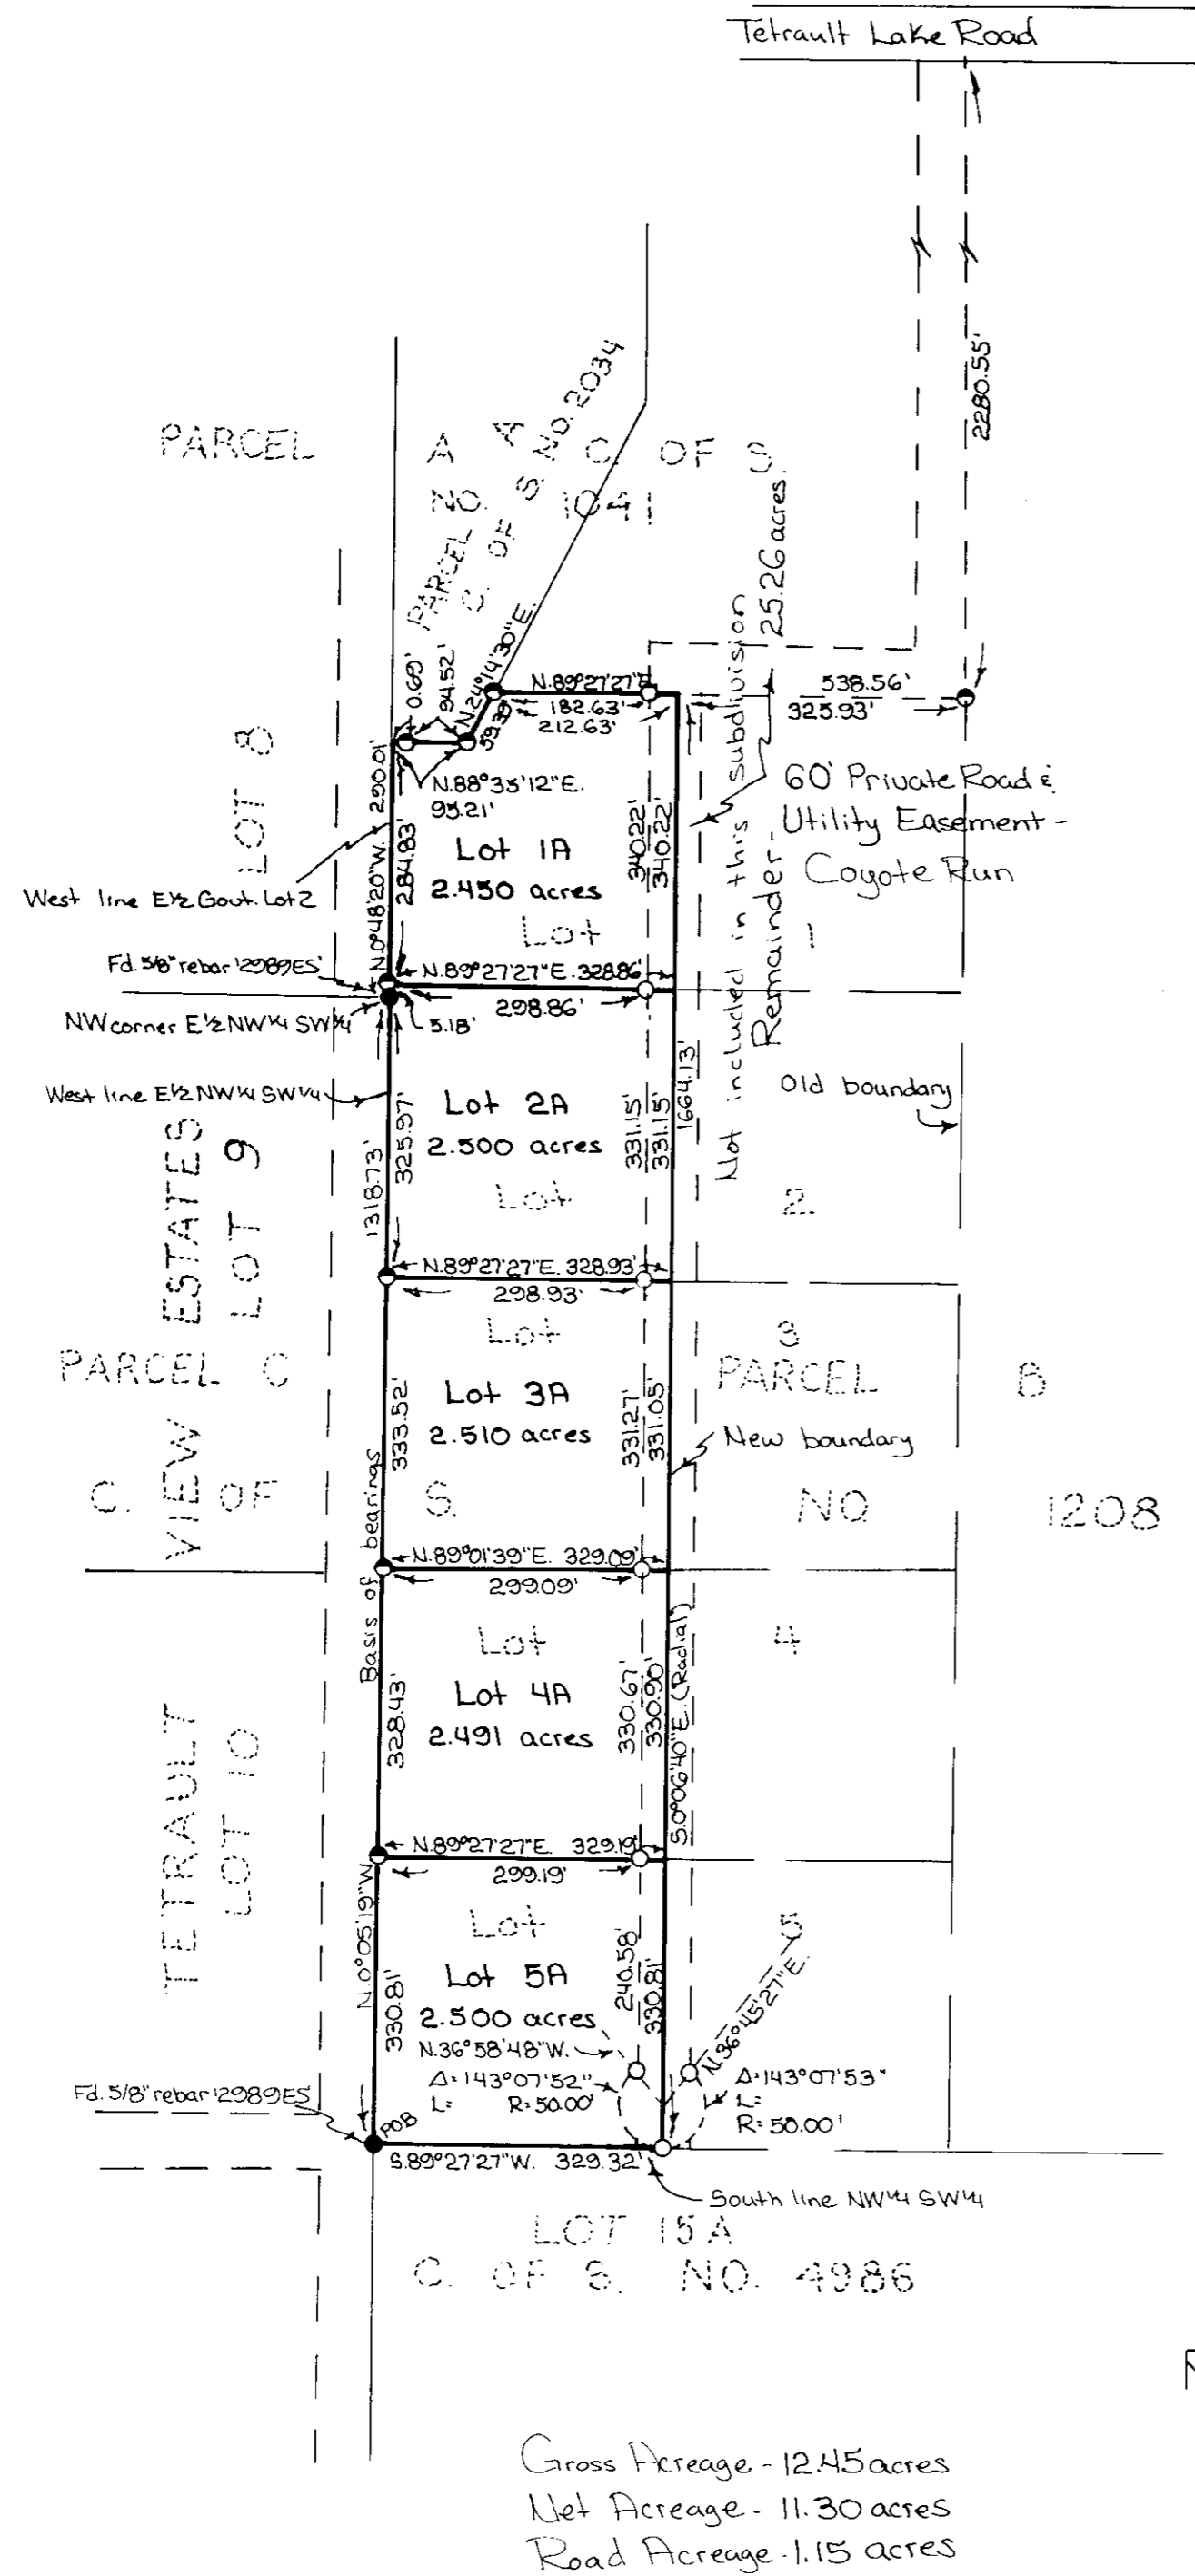 Tetrault Lake Road
2280.55'
PARCEL A A C. OF S.
NO. 1041
PARCEL
C. OF S. NO. 2034
25.26 acres.
Not included in this subdivision
Remainder-
0.69'
94.52'
N.24°14'30"E.
59.39'
N.89°27'27"E
182.63'
212.63'
538.56'
325.93'
LOT 8
290.01'
N.0°48'20"W.
284.83'
N.88°35'12"E.
95.21'
60' Private Road &
Utility Easement -
Coyote Run
Lot 1A
2.450 acres
340.22'
340.22'
West line E½ Govt. Lot 2
Lot 1
Fd. 5/8" rebar '2989ES'
N.89°27'27"E. 328.86'
298.86'
NW corner E½ NW¼ SW¼
5.18'
West line E½ NW¼ SW¼
1664.13'
Old boundary
1318.73'
325.97'
Lot 2A
2.500 acres
331.15'
331.15'
Lot 2
TETRAULT VIEW ESTATES
LOT 9
N.89°27'27"E. 328.93'
298.93'
Lot 3
PARCEL C
PARCEL B
Lot 3A
2.510 acres
333.52'
331.27'
331.05'
New boundary
C. OF S. NO 1208
Basis of bearings
N.89°01'39"E. 329.09'
299.09'
Lot 4
Lot 4A
2.491 acres
328.43'
330.67'
330.90'
S.0°06'40"E. (Radial)
LOT 10
N.89°27'27"E. 329.19'
299.19'
N.0°05'19"W
Lot 5
Lot 5A
2.500 acres
330.81'
240.58'
330.81'
N.36°58'48"W.
N.36°45'27"E.
Δ=143°07'52"
L=
R=50.00'
Δ=143°07'53"
L=
R=50.00'
Fd. 5/8" rebar '2989ES'
POB
S.89°27'27"W. 329.32'
South line NW¼ SW¼
LOT 15A
C. OF S. NO. 4986
Gross Acreage - 12.45 acres
Net Acreage - 11.30 acres
Road Acreage - 1.15 acres